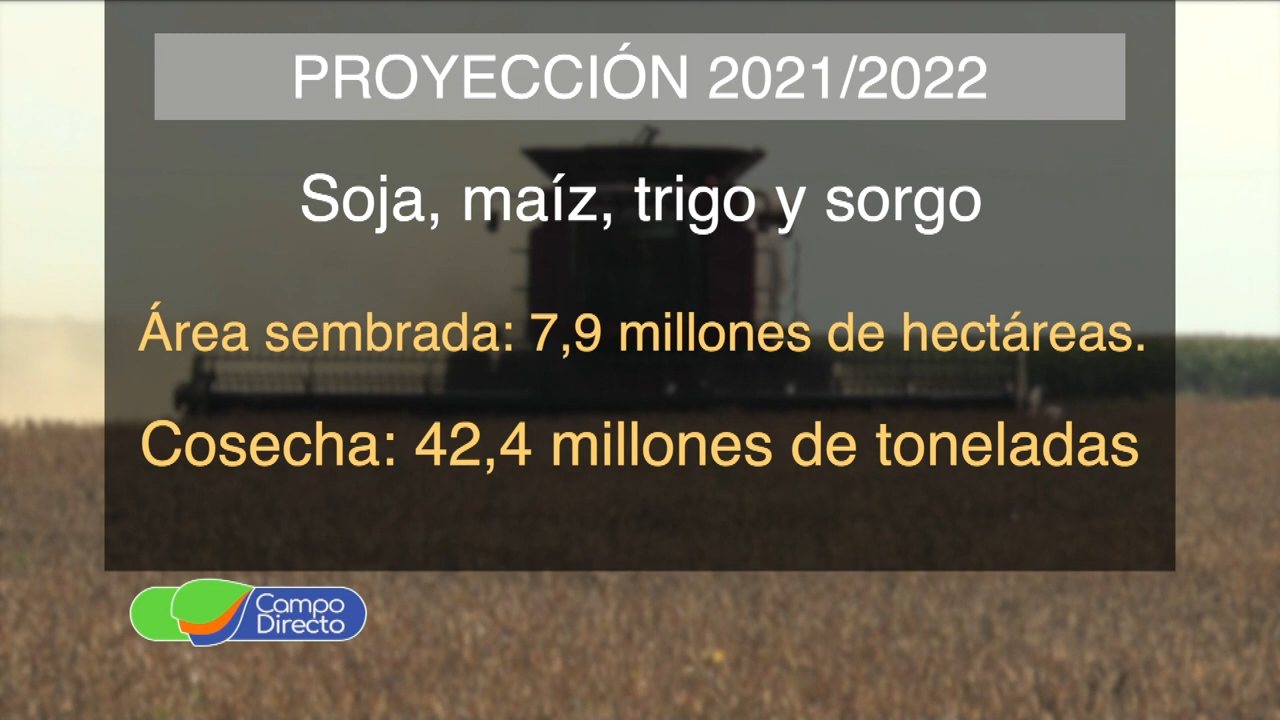 PROYECCIÓN 2021/2022
Soja, maíz, trigo y sorgo
Área sembrada: 7,9 millones de hectáreas.
Cosecha: 42,4 millones de toneladas
Campo
Directo